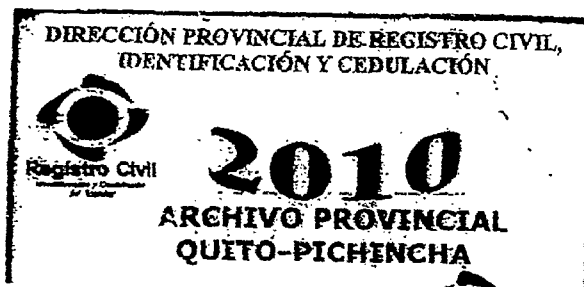 DIRECCIÓN PROVINCIAL DE REGISTRO CIVIL,
IDENTIFICACIÓN Y CEDULACIÓN
Registro Civil
2010
ARCHIVO PROVINCIAL
QUITO-PICHINCHA